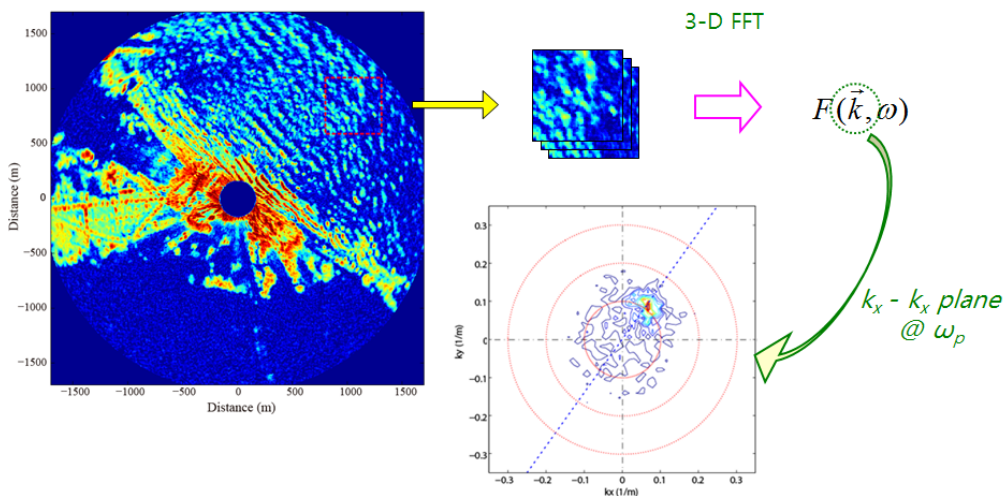 3-D FFT
F(k⃗,ω)
1500
1000
500
0
−500
−1000
−1500
Distance (m)
−1500 −1000 −500 0 500 1000 1500
Distance (m)
0.3
0.2
0.1
0
−0.1
−0.2
−0.3
ky (1/m)
−0.3 −0.2 −0.1 0 0.1 0.2 0.3
kx (1/m)
kx - kx plane
@ ωp